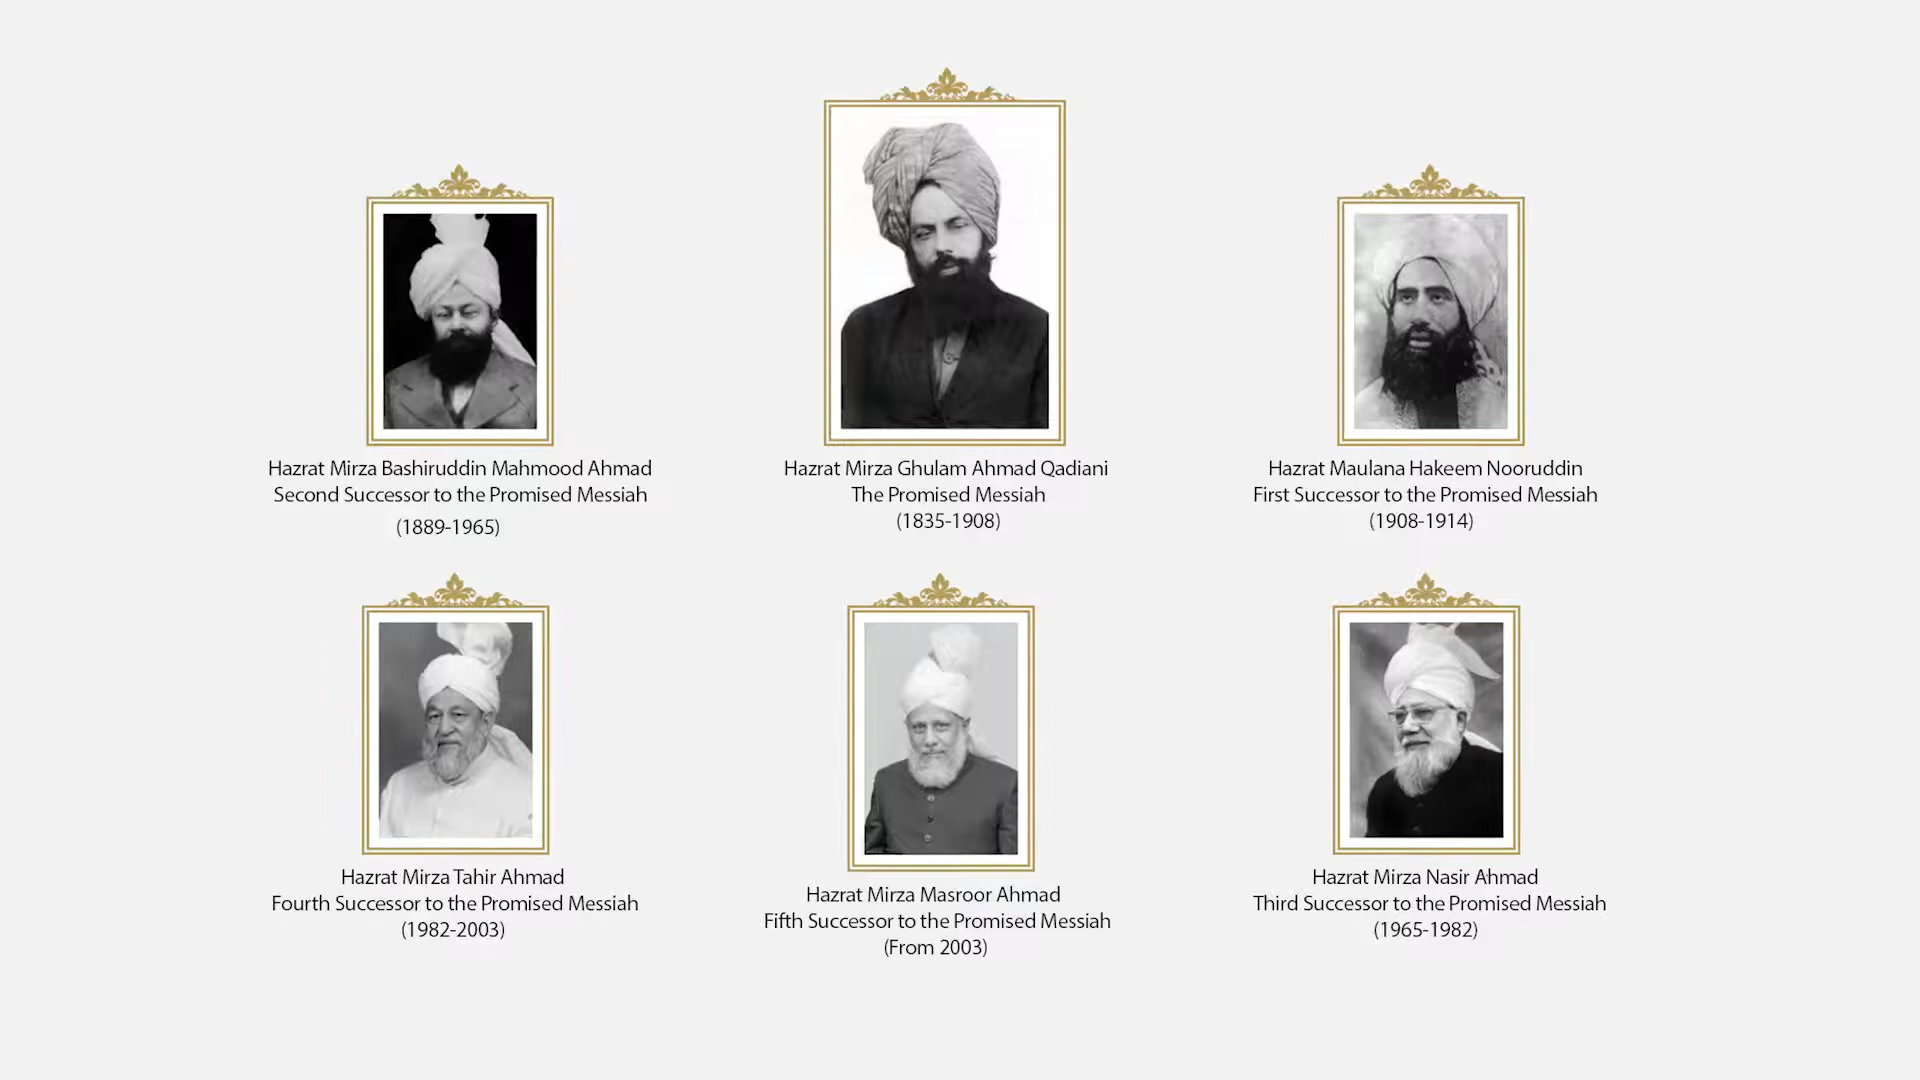 Hazrat Mirza Bashiruddin Mahmood Ahmad
Second Successor to the Promised Messiah
(1889-1965)
Hazrat Mirza Ghulam Ahmad Qadiani
The Promised Messiah
(1835-1908)
Hazrat Maulana Hakeem Nooruddin
First Successor to the Promised Messiah
(1908-1914)
Hazrat Mirza Tahir Ahmad
Fourth Successor to the Promised Messiah
(1982-2003)
Hazrat Mirza Masroor Ahmad
Fifth Successor to the Promised Messiah
(From 2003)
Hazrat Mirza Nasir Ahmad
Third Successor to the Promised Messiah
(1965-1982)